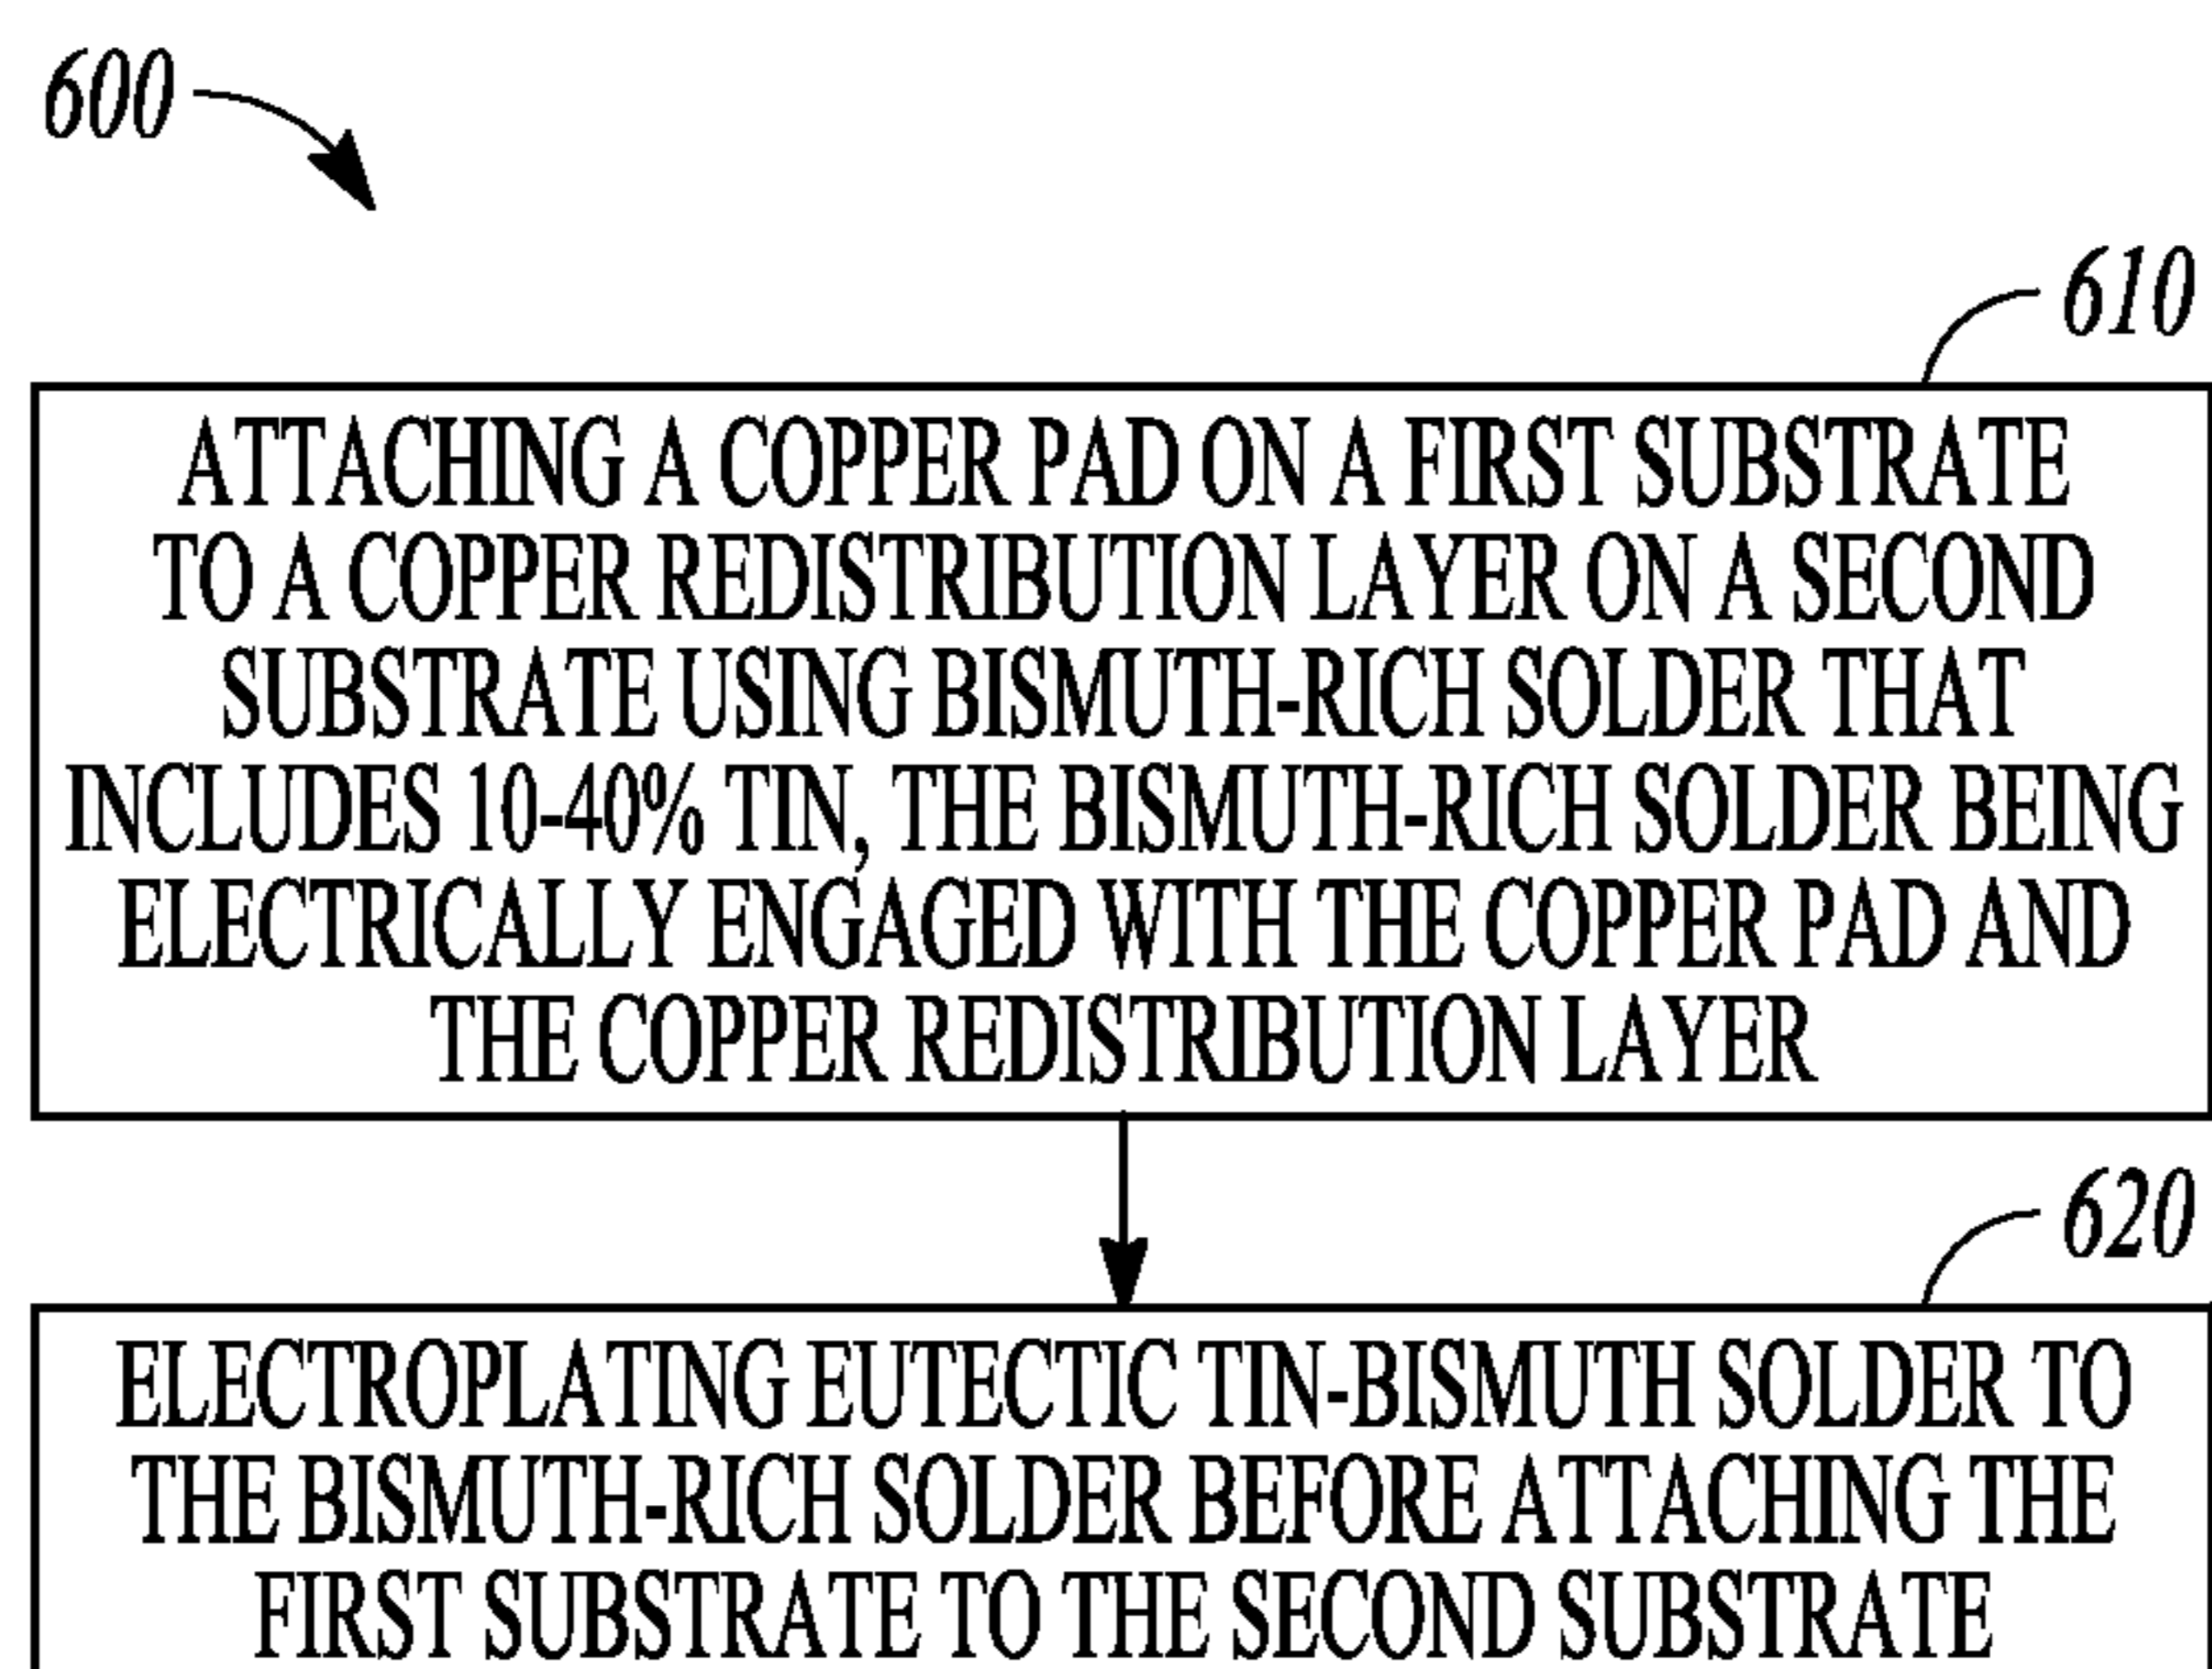 600
610
ATTACHING A COPPER PAD ON A FIRST SUBSTRATE
TO A COPPER REDISTRIBUTION LAYER ON A SECOND
SUBSTRATE USING BISMUTH-RICH SOLDER THAT
INCLUDES 10-40% TIN, THE BISMUTH-RICH SOLDER BEING
ELECTRICALLY ENGAGED WITH THE COPPER PAD AND
THE COPPER REDISTRIBUTION LAYER
620
ELECTROPLATING EUTECTIC TIN-BISMUTH SOLDER TO
THE BISMUTH-RICH SOLDER BEFORE ATTACHING THE
FIRST SUBSTRATE TO THE SECOND SUBSTRATE